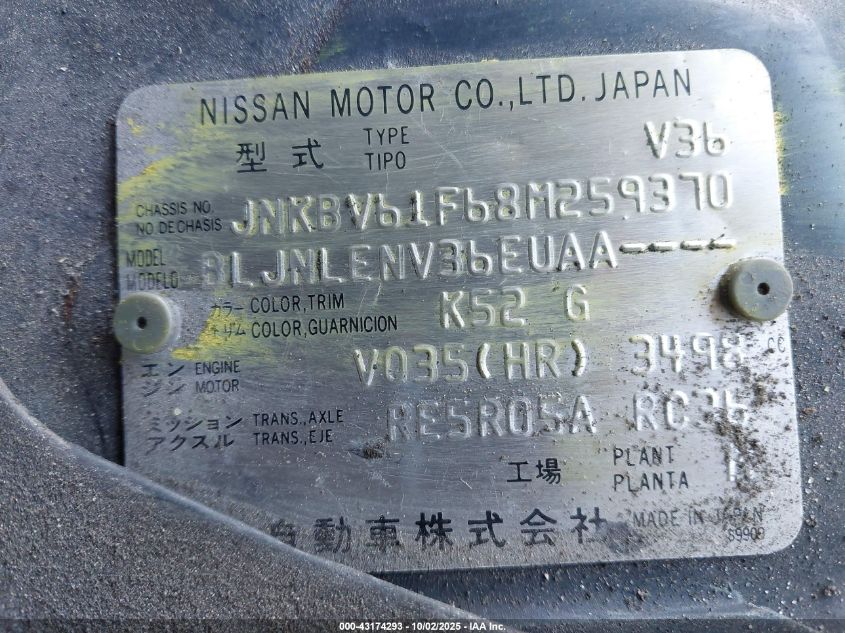 NISSAN MOTOR CO.,LTD. JAPAN
型式 TYPE TIPO V36
CHASSIS NO. NO DE CHASIS JNKBV61F68M259370
MODEL MODELO BLJNLENV36EUAA----
カラー COLOR,TRIM
トリム COLOR,GUARNICION K52 G
エンジン ENGINE MOTOR VQ35(HR) 3498 CC
ミッション TRANS.,AXLE
アクスル TRANS.,EJE RE5R05A
工場 PLANT PLANTA
自動車株式会社 MADE IN JAPAN
89909
000-43174293 - 10/02/2025 - IAA Inc.